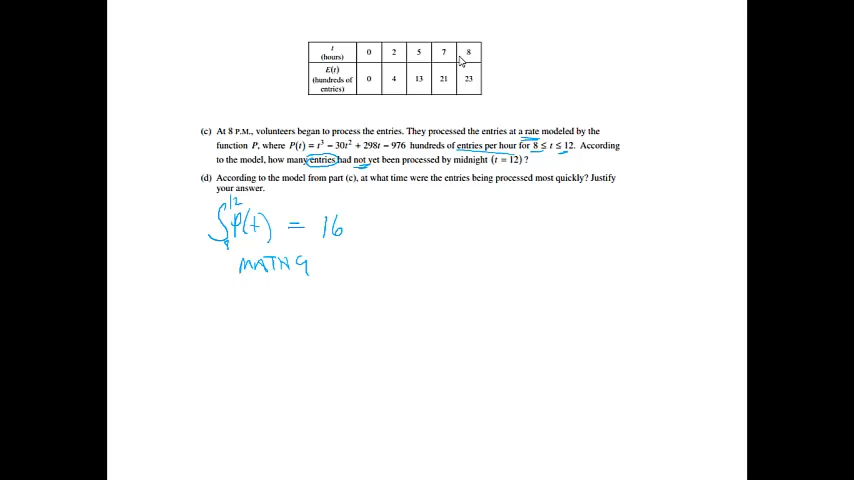 t (hours) 0 2 5 7 8
E(t) (hundreds of entries) 0 4 13 21 23
(c) At 8 P.M., volunteers began to process the entries. They processed the entries at a rate modeled by the
function P, where P(t) = t³ − 30t² + 298t − 976 hundreds of entries per hour for 8 ≤ t ≤ 12. According
to the model, how many entries had not yet been processed by midnight (t = 12) ?
(d) According to the model from part (c), at what time were the entries being processed most quickly? Justify
your answer.
∫₈¹² P(t) = 16
MATH 9